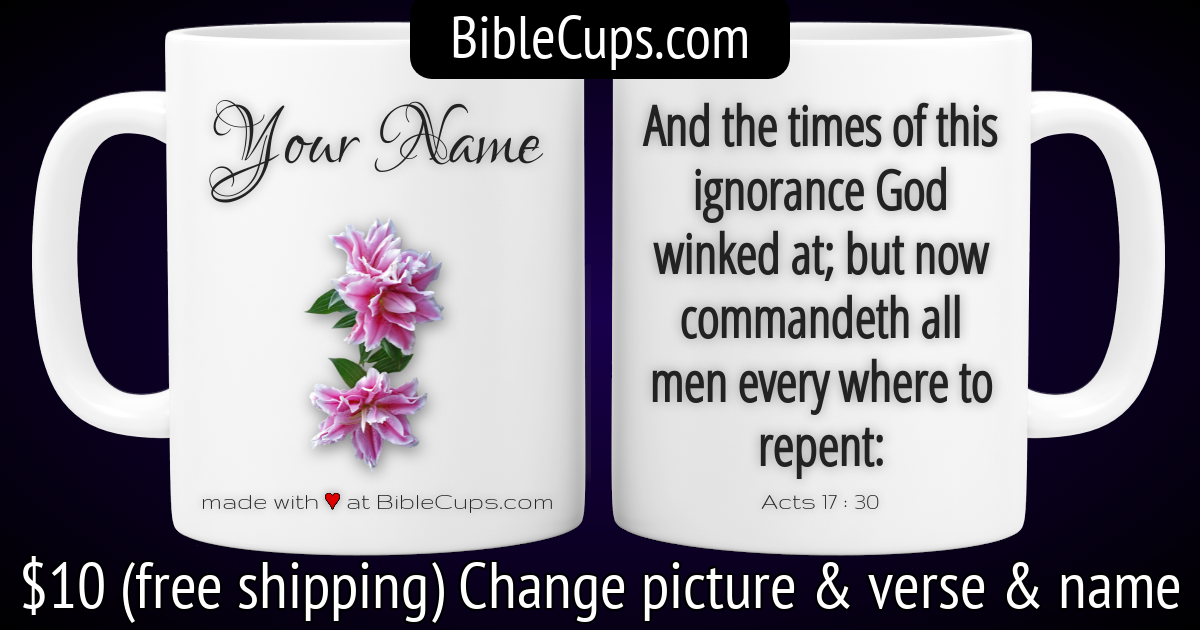 BibleCups.com
Your Name
made with ♥ at BibleCups.com
And the times of this
ignorance God
winked at; but now
commandeth all
men every where to
repent:
Acts 17 : 30
$10 (free shipping) Change picture & verse & name